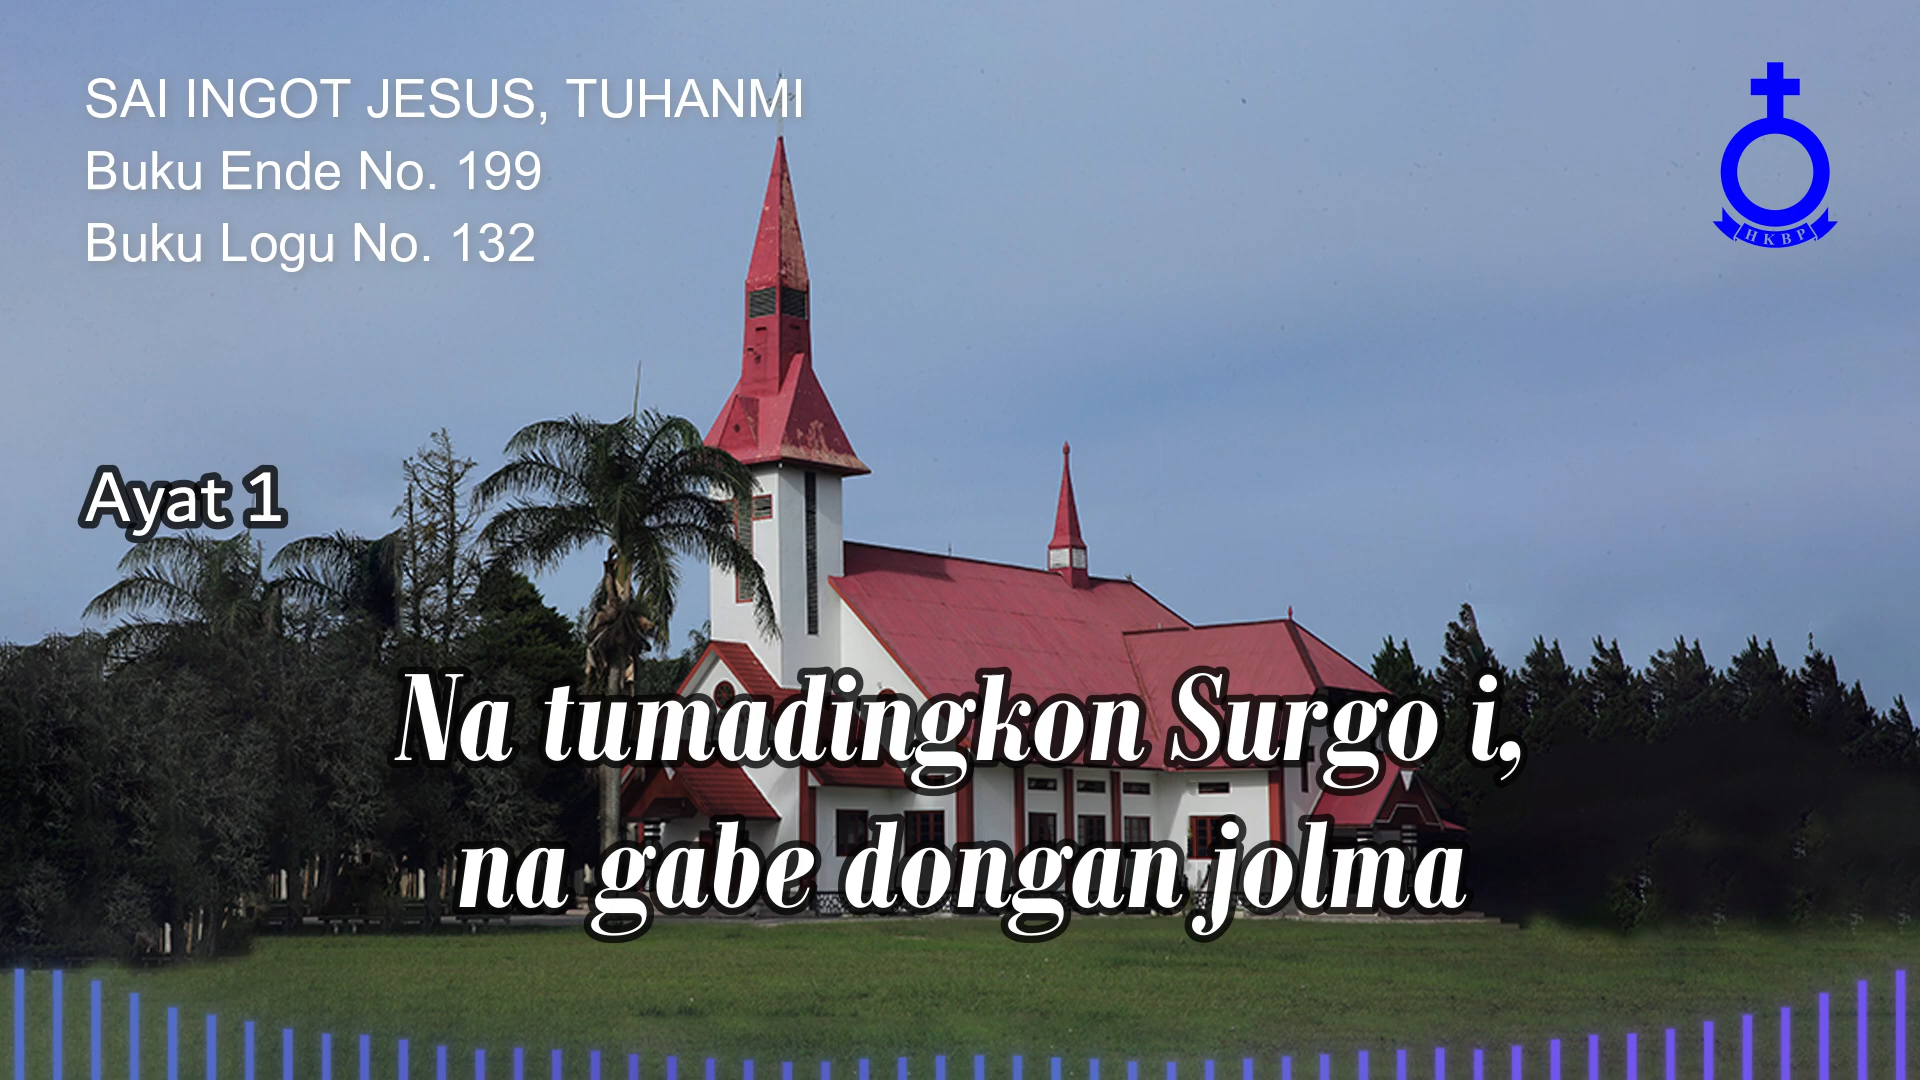 SAI INGOT JESUS, TUHANMI
Buku Ende No. 199
Buku Logu No. 132
HKBP
Ayat 1
Na tumadingkon Surgo i,
na gabe dongan jolma